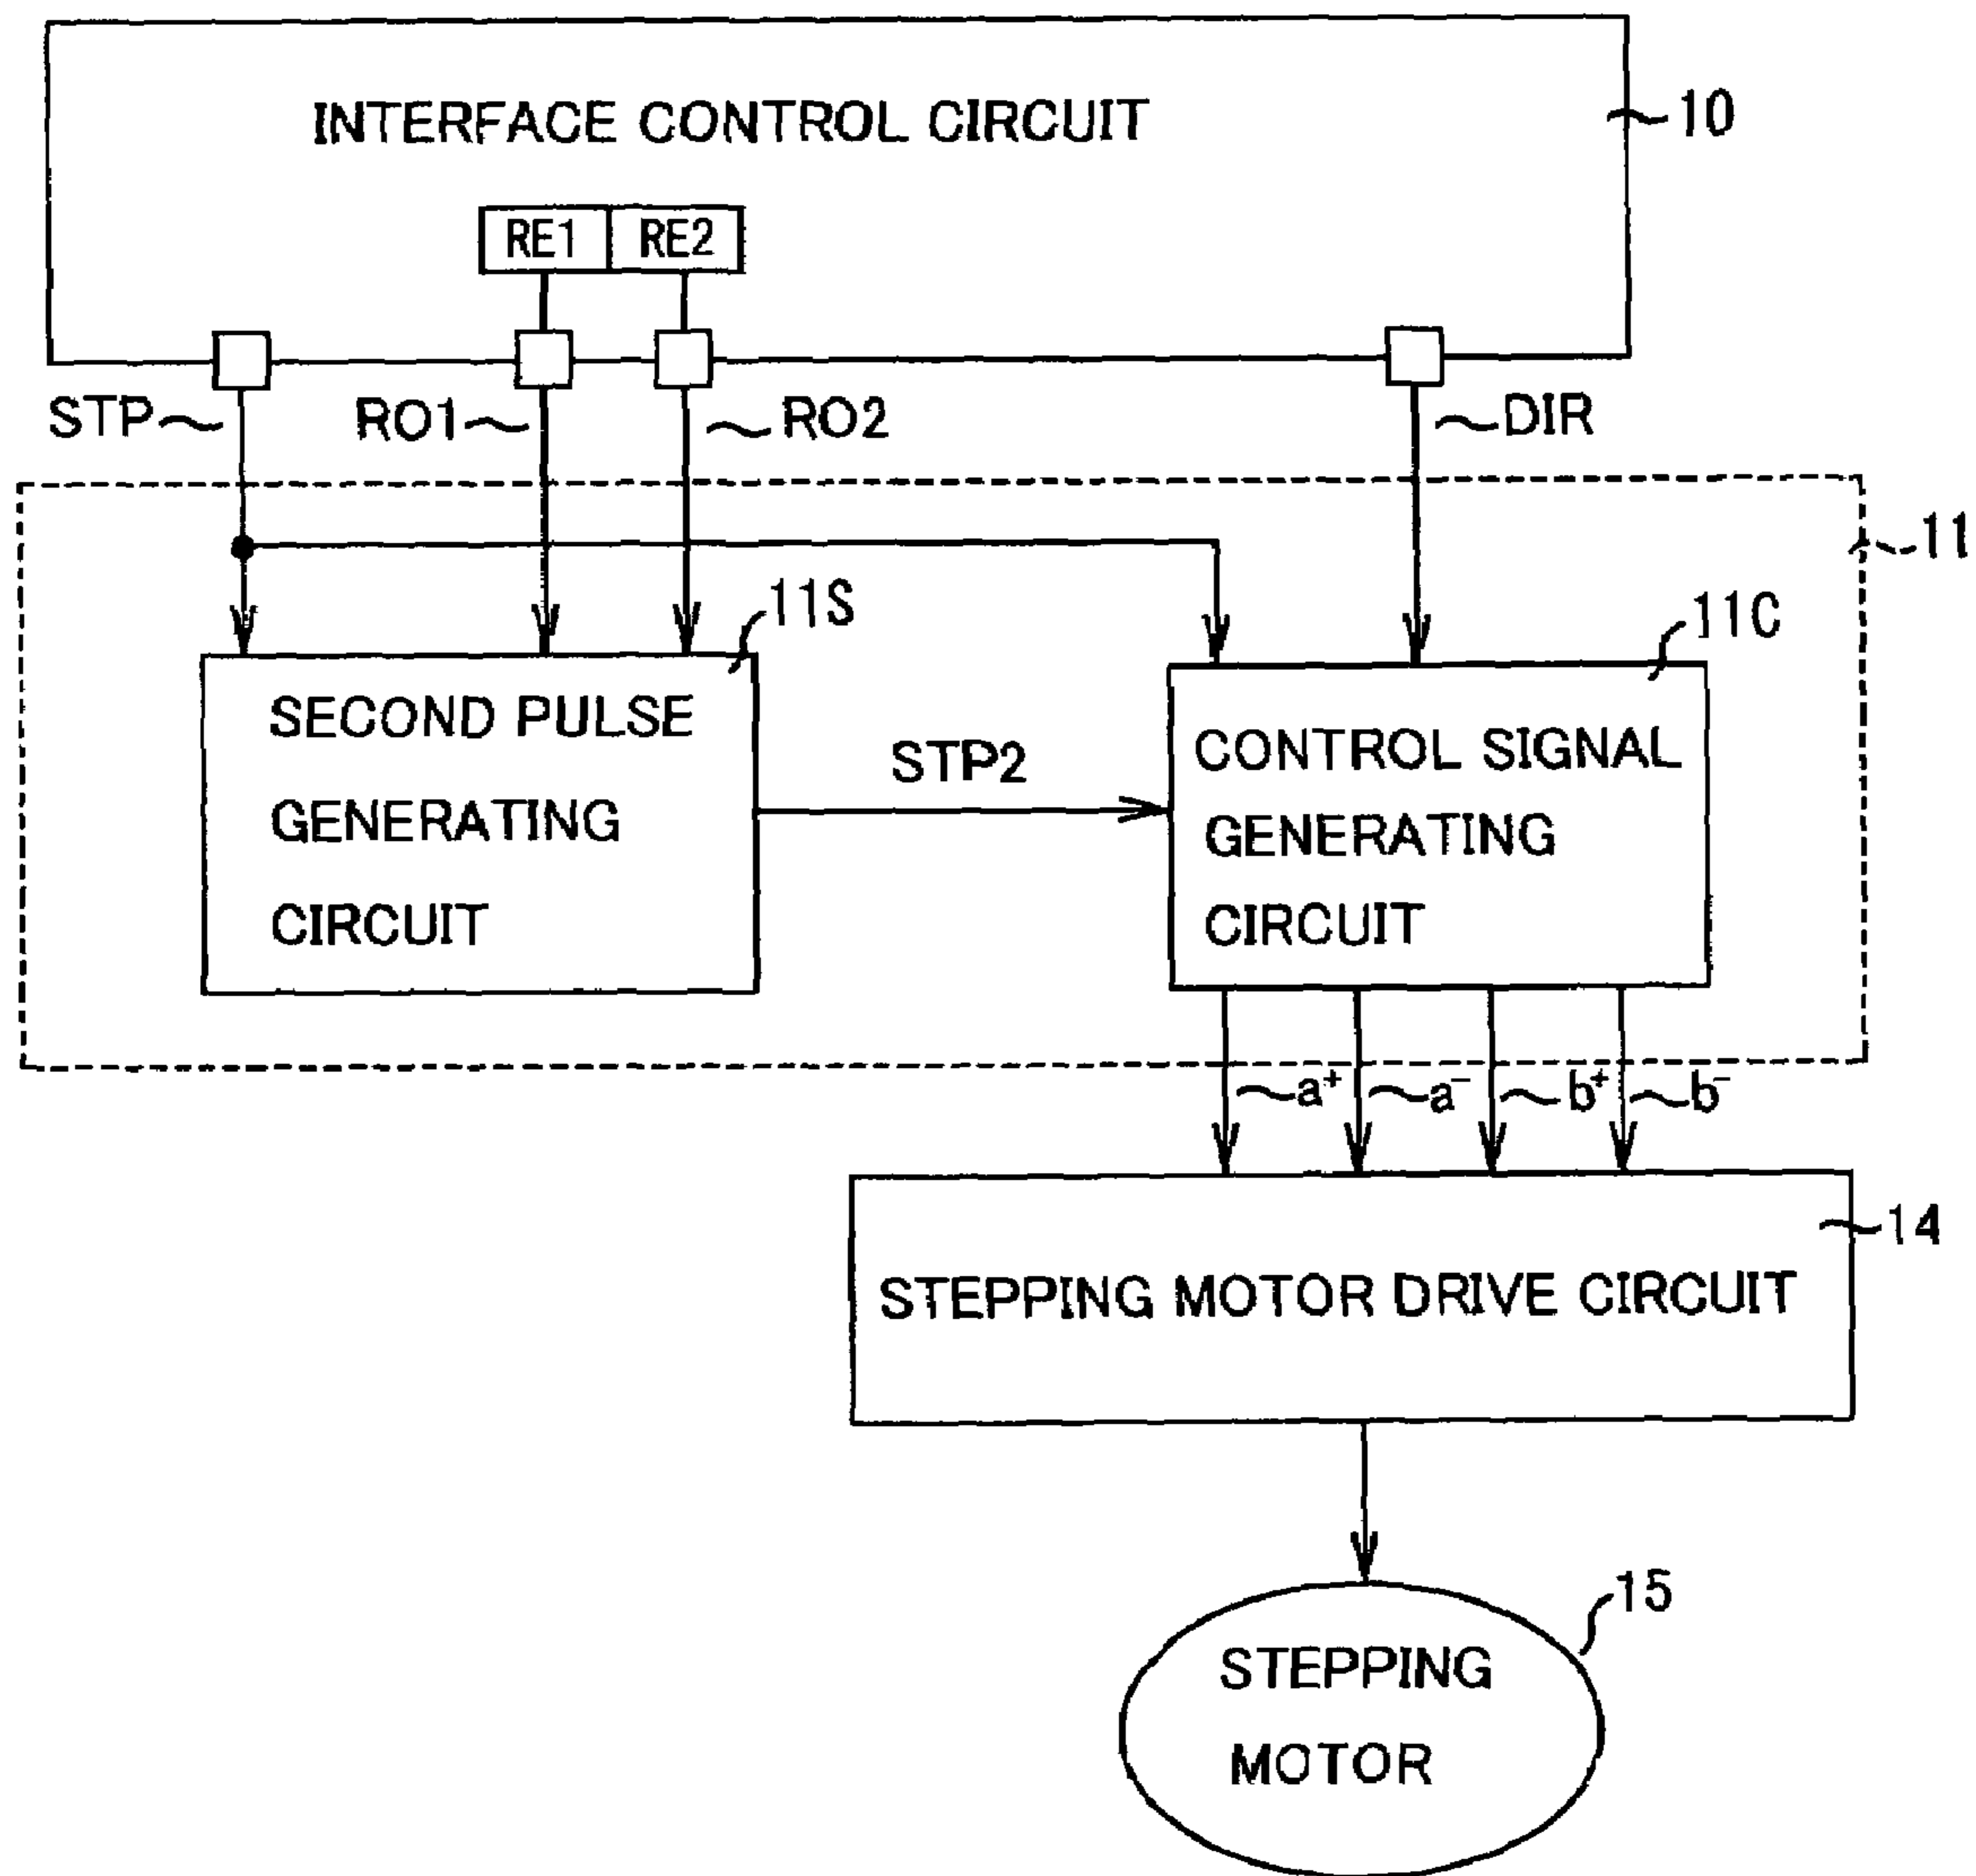 INTERFACE CONTROL CIRCUIT
10
RE1 RE2
STP
RO1
RO2
DIR
11
11S
11C
SECOND PULSE
GENERATING
CIRCUIT
STP2
CONTROL SIGNAL
GENERATING
CIRCUIT
a+
a−
b+
b−
14
STEPPING MOTOR DRIVE CIRCUIT
15
STEPPING
MOTOR